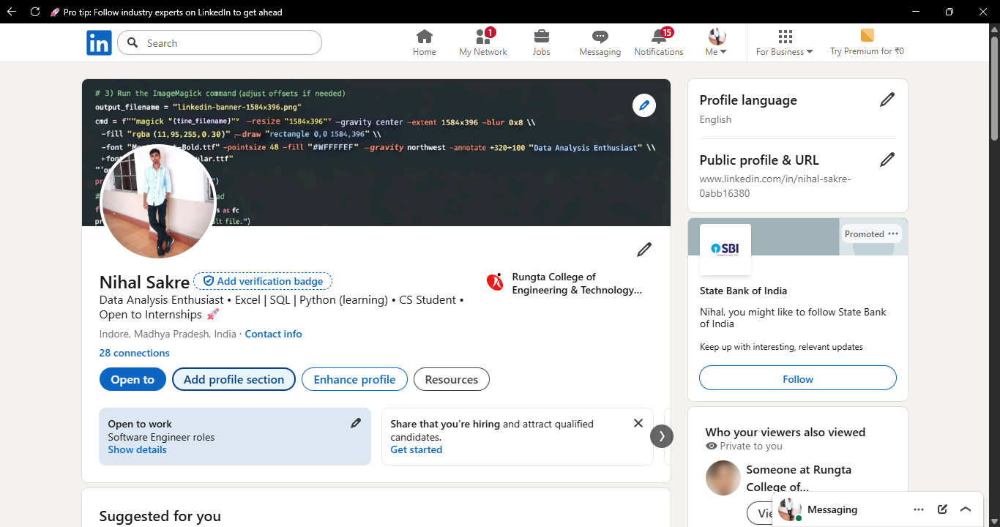 🚀 Pro tip: Follow industry experts on LinkedIn to get ahead
in
Search
Home
1
My Network
Jobs
Messaging
15
Notifications
Me
For Business
Try Premium for ₹0
# 3) Run the ImageMagick command (adjust offsets if needed)
output_filename = "linkedin-banner-1584x396.png"
cmd = f""magick "{tine_filename}"" -resize "1584x396" -gravity center -extent 1584x396 -blur 0x8 \\
-fill "rgba (11,95,255,0.30)" -draw "rectangle 0,0 1584,396" \\
-font -Bold.ttf" -pointsize 48 -fill "#WFFFFEF" -gravity northwest -annotate +320+100 "Data Analysis Enthusiast" \\
+font ular.ttf"
pr ")
# ad
f s as fc
pr ult file.")
Nihal Sakre
Add verification badge
Data Analysis Enthusiast • Excel | SQL | Python (learning) • CS Student •
Open to Internships 🚀
Indore, Madhya Pradesh, India · Contact info
28 connections
Rungta College of
Engineering & Technology...
Open to
Add profile section
Enhance profile
Resources
Open to work
Software Engineer roles
Show details
Share that you're hiring and attract qualified
candidates.
Get started
Suggested for you
Profile language
English
Public profile & URL
www.linkedin.com/in/nihal-sakre-
0abb16380
Promoted
SBI
State Bank of India
Nihal, you might like to follow State Bank
of India
Keep up with interesting, relevant updates
Follow
Who your viewers also viewed
Private to you
Someone at Rungta
College of...
Vie
Messaging